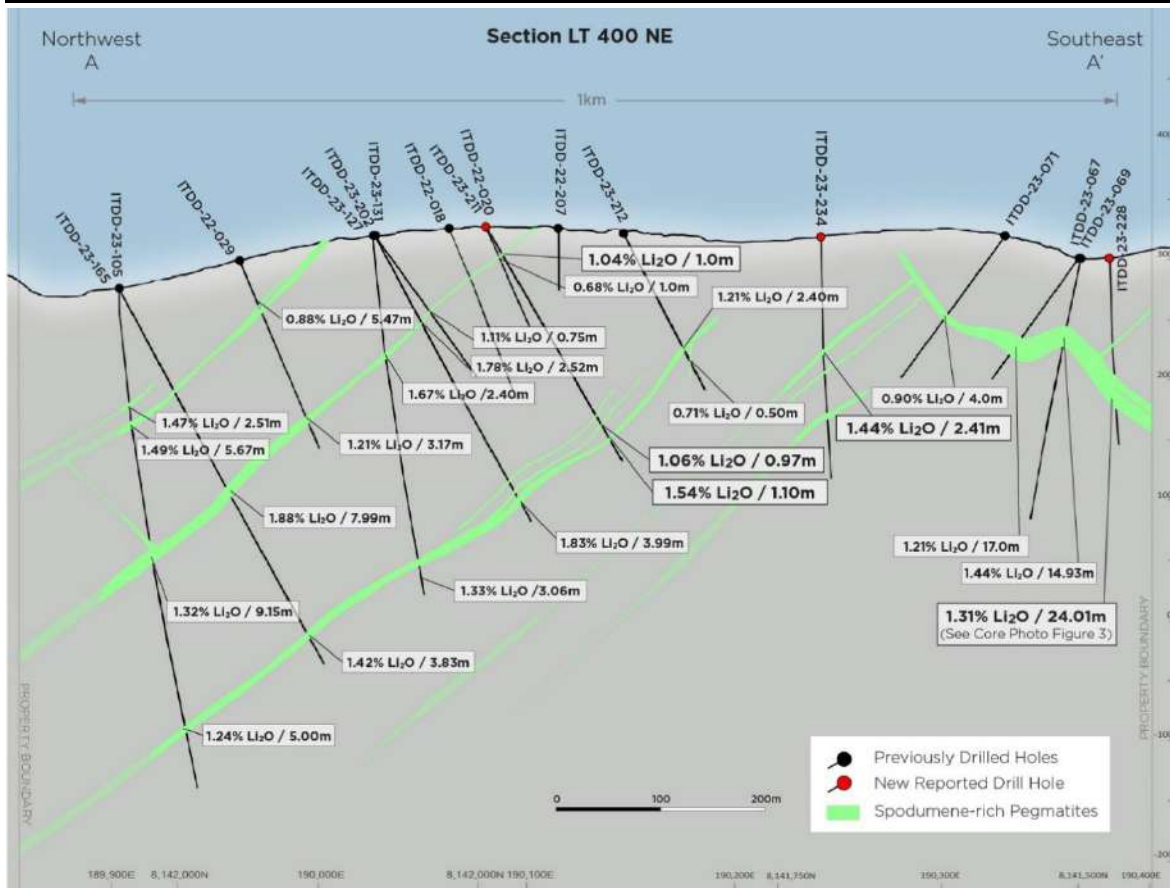 Section LT 400 NE
Northwest
A
Southeast
A'
1km
ITDD-23-165
ITDD-23-105
ITDD-22-029
ITDD-23-127
ITDD-23-202
ITDD-23-131
ITDD-22-018
ITDD-23-211
ITDD-22-020
ITDD-22-207
ITDD-23-212
ITDD-23-234
ITDD-23-071
ITDD-23-067
ITDD-23-069
ITDD-23-228
1.04% Li₂O / 1.0m
0.68% Li₂O / 1.0m
0.88% Li₂O / 5.47m
1.11% Li₂O / 0.75m
1.21% Li₂O / 2.40m
1.78% Li₂O / 2.52m
1.67% Li₂O / 2.40m
0.71% Li₂O / 0.50m
0.90% Li₂O / 4.0m
1.44% Li₂O / 2.41m
1.47% Li₂O / 2.51m
1.49% Li₂O / 5.67m
1.21% Li₂O / 3.17m
1.06% Li₂O / 0.97m
1.54% Li₂O / 1.10m
1.88% Li₂O / 7.99m
1.83% Li₂O / 3.99m
1.21% Li₂O / 17.0m
1.44% Li₂O / 14.93m
1.33% Li₂O /3.06m
1.32% Li₂O / 9.15m
1.31% Li₂O / 24.01m
(See Core Photo Figure 3)
1.42% Li₂O / 3.83m
1.24% Li₂O / 5.00m
PROPERTY BOUNDARY
PROPERTY BOUNDARY
Previously Drilled Holes
New Reported Drill Hole
Spodumene-rich Pegmatites
0 100 200m
189,900E 8,142,000N 190,000E 8,142,000N 190,100E 190,200E 8,141,750N 190,300E 8,141,500N 190,400E